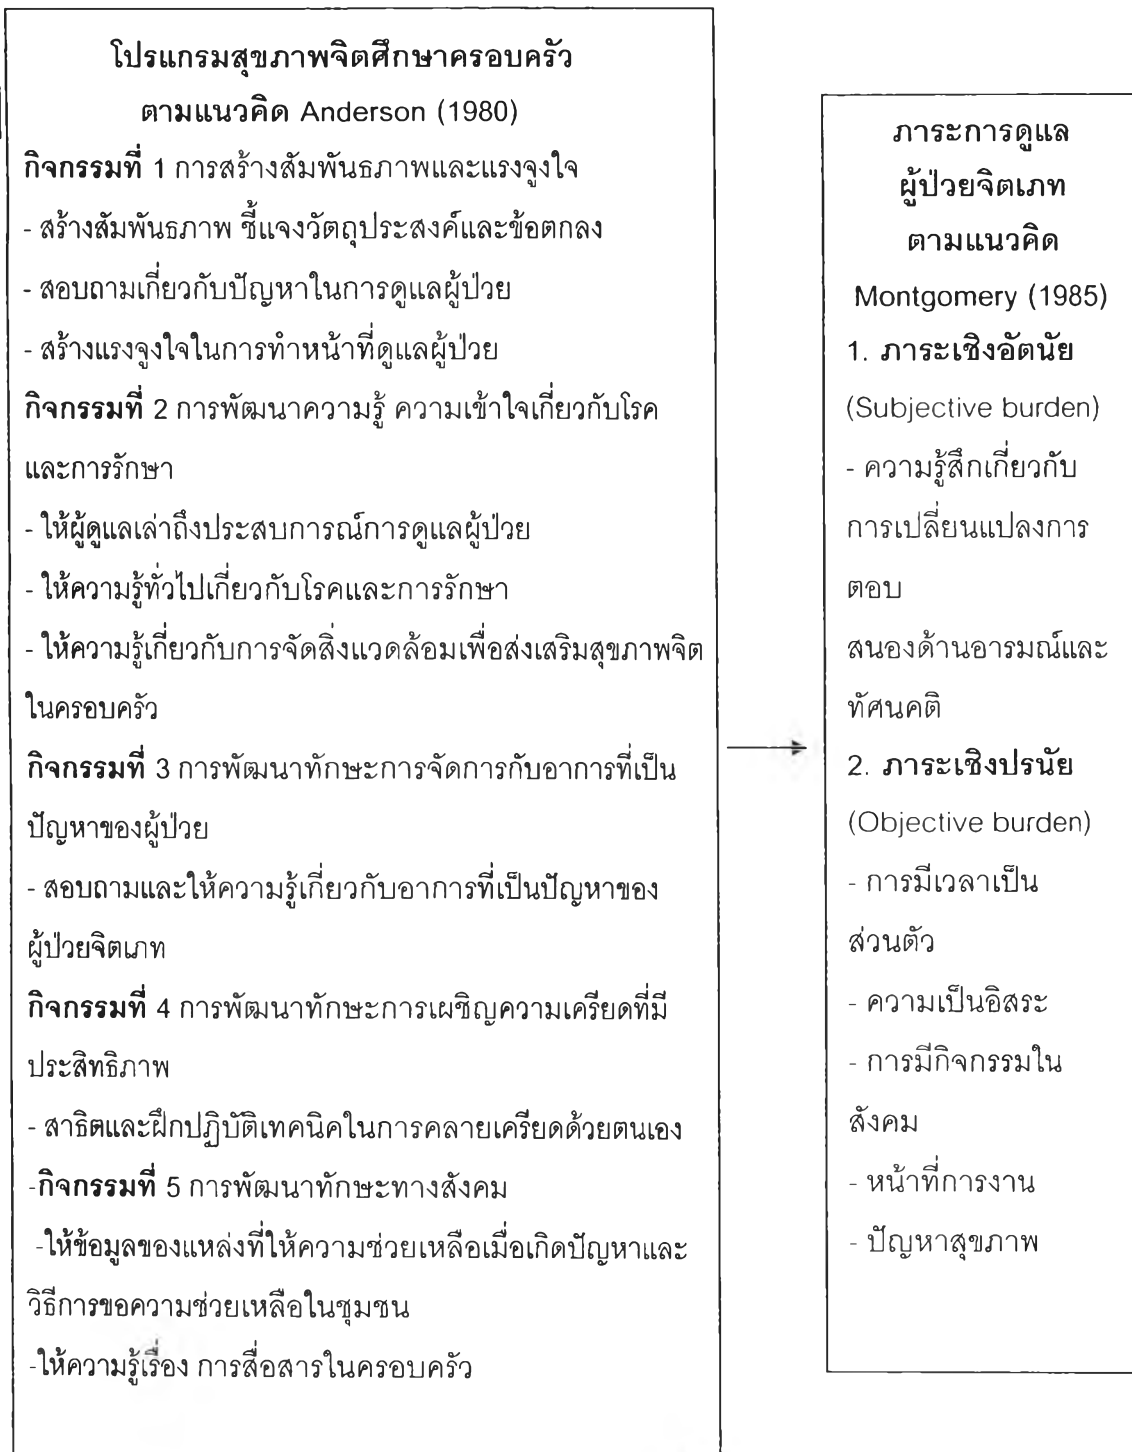 โปรแกรมสุขภาพจิตศึกษาครอบครัว
ตามแนวคิด Anderson (1980)
กิจกรรมที่ 1 การสร้างสัมพันธภาพและแรงจูงใจ
- สร้างสัมพันธภาพ ชี้แจงวัตถุประสงค์และข้อตกลง
- สอบถามเกี่ยวกับปัญหาในการดูแลผู้ป่วย
- สร้างแรงจูงใจในการทำหน้าที่ดูแลผู้ป่วย
กิจกรรมที่ 2 การพัฒนาความรู้ ความเข้าใจเกี่ยวกับโรค
และการรักษา
- ให้ผู้ดูแลเล่าถึงประสบการณ์การดูแลผู้ป่วย
- ให้ความรู้ทั่วไปเกี่ยวกับโรคและการรักษา
- ให้ความรู้เกี่ยวกับการจัดสิ่งแวดล้อมเพื่อส่งเสริมสุขภาพจิต
ในครอบครัว
กิจกรรมที่ 3 การพัฒนาทักษะการจัดการกับอาการที่เป็น
ปัญหาของผู้ป่วย
- สอบถามและให้ความรู้เกี่ยวกับอาการที่เป็นปัญหาของ
ผู้ป่วยจิตเภท
กิจกรรมที่ 4 การพัฒนาทักษะการเผชิญความเครียดที่มี
ประสิทธิภาพ
- สาธิตและฝึกปฏิบัติเทคนิคในการคลายเครียดด้วยตนเอง
-กิจกรรมที่ 5 การพัฒนาทักษะทางสังคม
-ให้ข้อมูลของแหล่งที่ให้ความช่วยเหลือเมื่อเกิดปัญหาและ
วิธีการขอความช่วยเหลือในชุมชน
-ให้ความรู้เรื่อง การสื่อสารในครอบครัว
ภาระการดูแล
ผู้ป่วยจิตเภท
ตามแนวคิด
Montgomery (1985)
1. ภาระเชิงอัตนัย
(Subjective burden)
- ความรู้สึกเกี่ยวกับ
การเปลี่ยนแปลงการ
ตอบ
สนองด้านอารมณ์และ
ทัศนคติ
2. ภาระเชิงปรนัย
(Objective burden)
- การมีเวลาเป็น
ส่วนตัว
- ความเป็นอิสระ
- การมีกิจกรรมใน
สังคม
- หน้าที่การงาน
- ปัญหาสุขภาพ